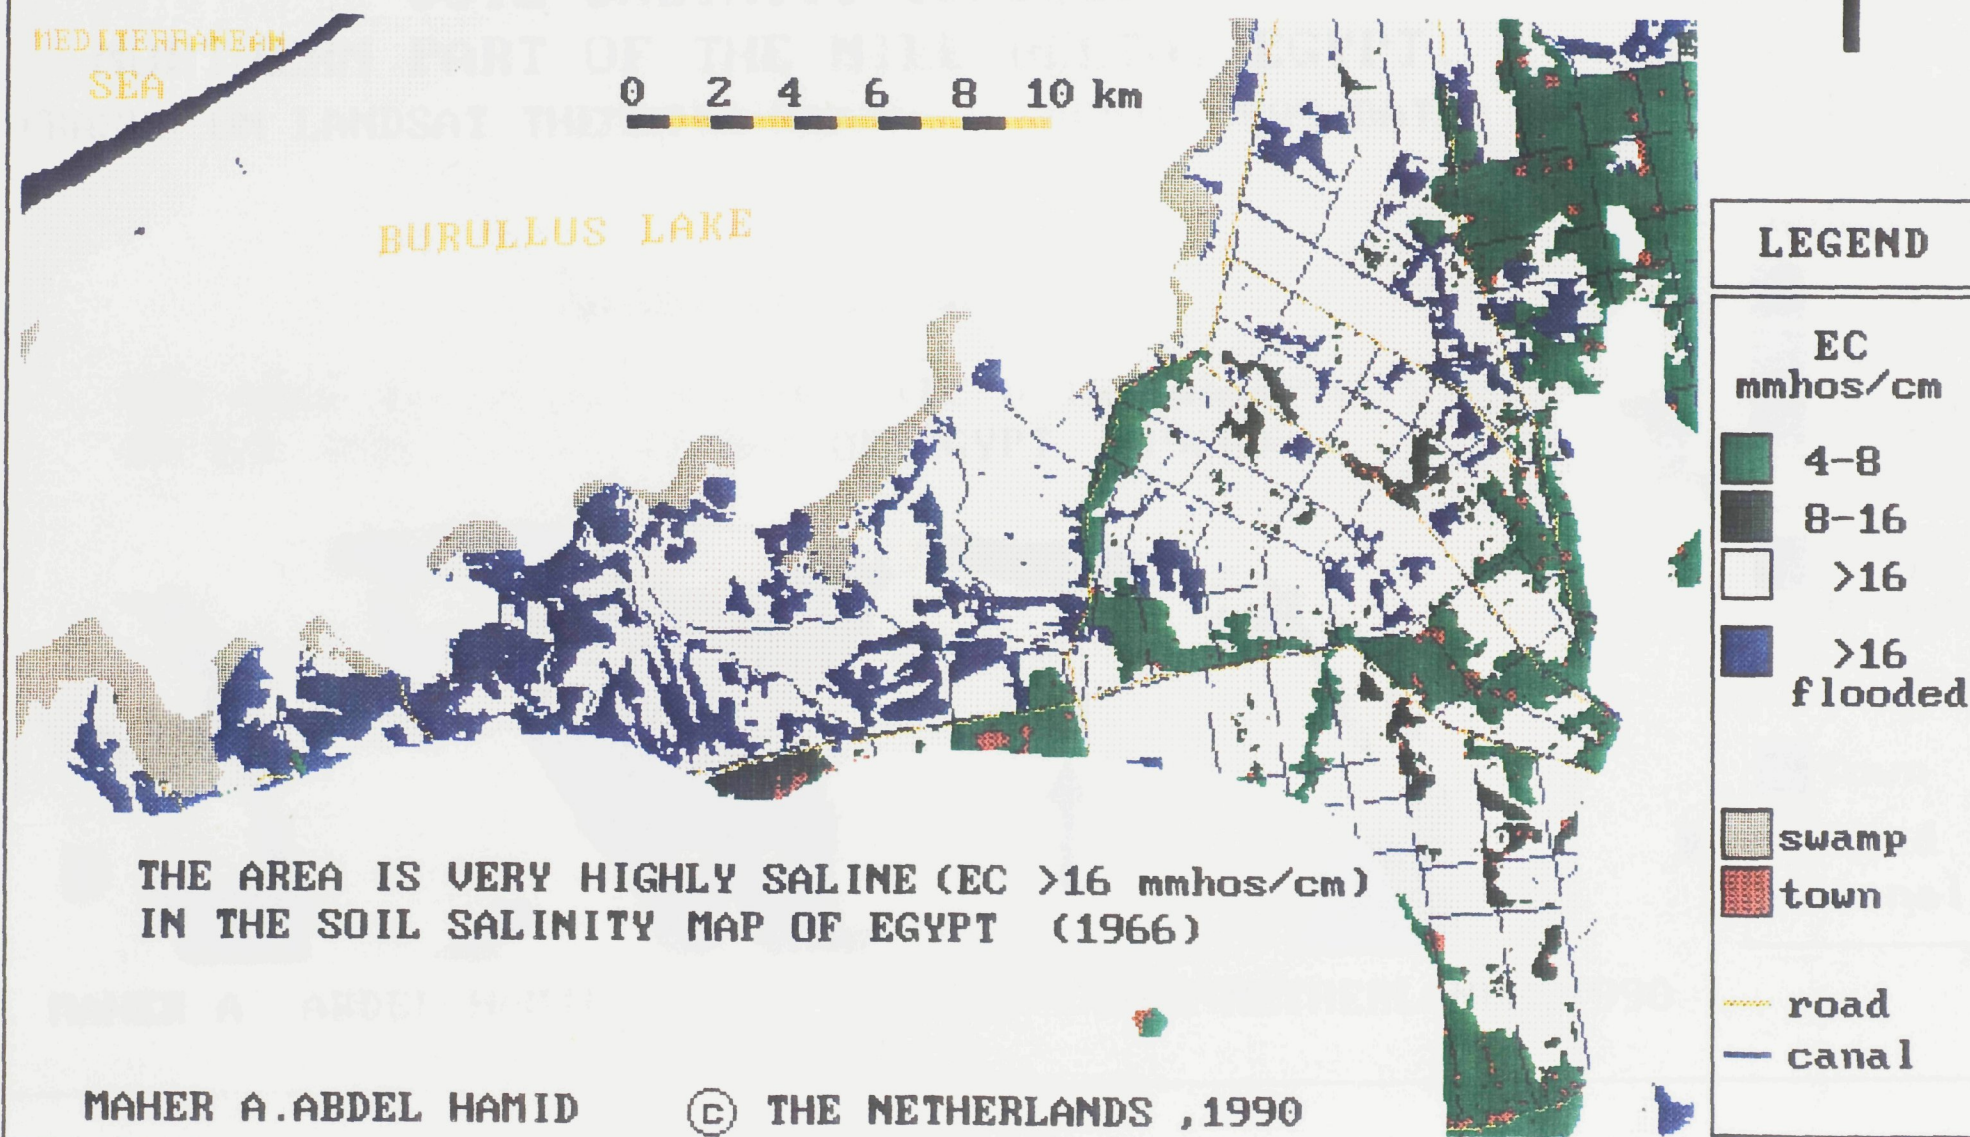 MEDITERRANEAN
SEA
0 2 4 6 8 10 km
BURULLUS LAKE
LEGEND
EC
mmhos/cm
4-8
8-16
>16
>16
flooded
swamp
town
road
canal
THE AREA IS VERY HIGHLY SALINE (EC >16 mmhos/cm)
IN THE SOIL SALINITY MAP OF EGYPT (1966)
MAHER A.ABDEL HAMID © THE NETHERLANDS ,1990